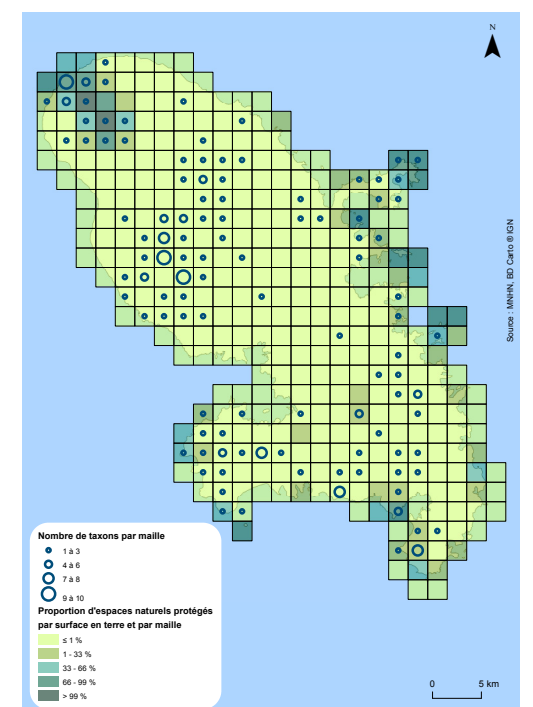 N
Source : MNHN, BD Carto ® IGN
Nombre de taxons par maille
1 à 3
4 à 6
7 à 8
9 à 10
Proportion d'espaces naturels protégés
par surface en terre et par maille
≤ 1 %
1 - 33 %
33 - 66 %
66 - 99 %
> 99 %
0 5 km